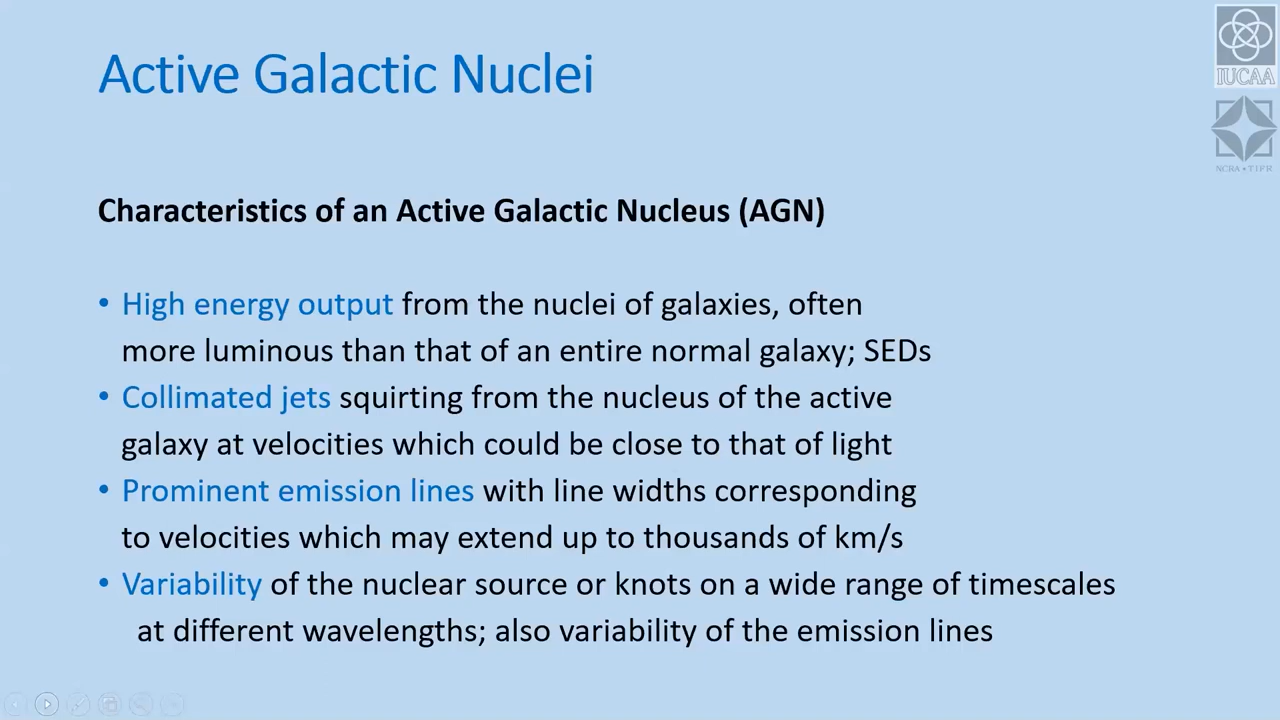 Active Galactic Nuclei
IUCAA
NCRA • TIFR
Characteristics of an Active Galactic Nucleus (AGN)
• High energy output from the nuclei of galaxies, often
more luminous than that of an entire normal galaxy; SEDs
• Collimated jets squirting from the nucleus of the active
galaxy at velocities which could be close to that of light
• Prominent emission lines with line widths corresponding
to velocities which may extend up to thousands of km/s
• Variability of the nuclear source or knots on a wide range of timescales
at different wavelengths; also variability of the emission lines